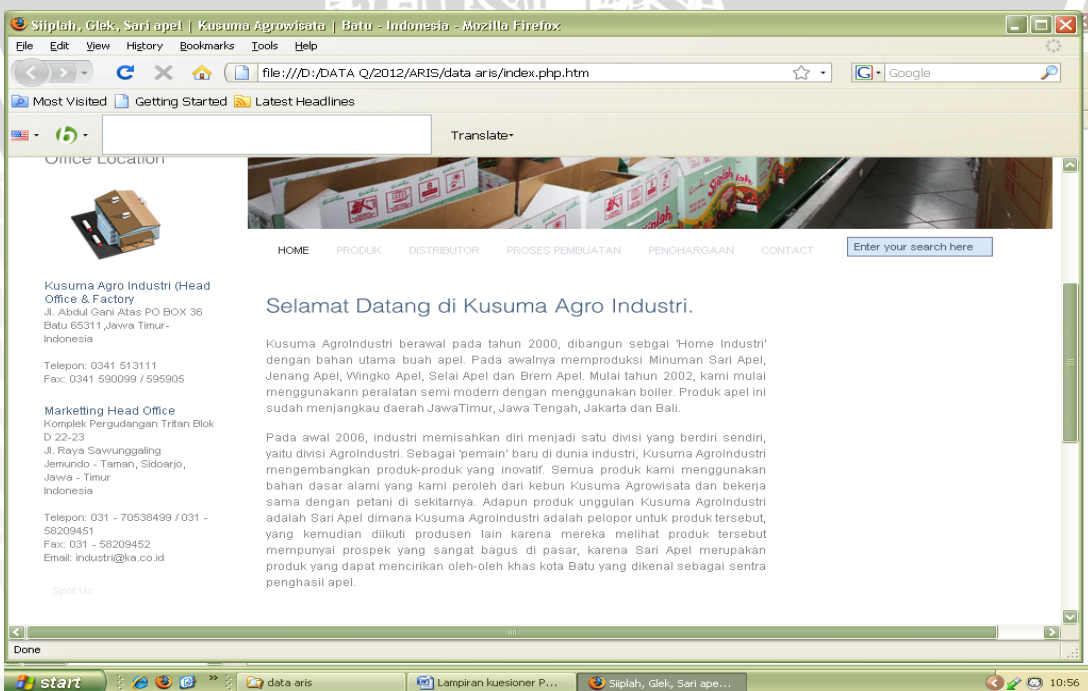 Siiplah, Glek, Sari apel | Kusuma Agrowisata | Batu - Indonesia - Mozilla Firefox
File Edit View History Bookmarks Tools Help
file:///D:/DATA Q/2012/ARIS/data aris/index.php.htm
Google
Most Visited Getting Started Latest Headlines
Translate
Office Location
Siiplah
HOME PRODUK DISTRIBUTOR PROSES PEMBUATAN PENGHARGAAN CONTACT Enter your search here
Kusuma Agro Industri (Head
Office & Factory
Jl. Abdul Gani Atas PO BOX 36
Batu 65311,Jawa Timur-
Indonesia
Telepon: 0341 513111
Fax: 0341 590099 / 595905
Marketting Head Office
Komplek Pergudangan Tritan Blok
D 22-23
Jl. Raya Sawunggaling
Jemundo - Taman, Sidoarjo,
Jawa - Timur
Indonesia
Telepon: 031 - 70538499 / 031 -
58209451
Fax: 031 - 58209452
Email: industri@ka.co.id
Spot Us
Selamat Datang di Kusuma Agro Industri.
Kusuma AgroIndustri berawal pada tahun 2000, dibangun sebgai 'Home Industri'
dengan bahan utama buah apel. Pada awalnya memproduksi Minuman Sari Apel,
Jenang Apel, Wingko Apel, Selai Apel dan Brem Apel. Mulai tahun 2002, kami mulai
menggunakann peralatan semi modern dengan menggunakan boiler. Produk apel ini
sudah menjangkau daerah JawaTimur, Jawa Tengah, Jakarta dan Bali.
Pada awal 2006, industri memisahkan diri menjadi satu divisi yang berdiri sendiri,
yaitu divisi AgroIndustri. Sebagai 'pemain' baru di dunia industri, Kusuma AgroIndustri
mengembangkan produk-produk yang inovatif. Semua produk kami menggunakan
bahan dasar alami yang kami peroleh dari kebun Kusuma Agrowisata dan bekerja
sama dengan petani di sekitarnya. Adapun produk unggulan Kusuma AgroIndustri
adalah Sari Apel dimana Kusuma AgroIndustri adalah pelopor untuk produk tersebut,
yang kemudian diikuti produsen lain karena mereka melihat produk tersebut
mempunyai prospek yang sangat bagus di pasar, karena Sari Apel merupakan
produk yang dapat mencirikan oleh-oleh khas kota Batu yang dikenal sebagai sentra
penghasil apel.
Done
start data aris Lampiran kuesioner P... Siiplah, Glek, Sari ape... 10:56